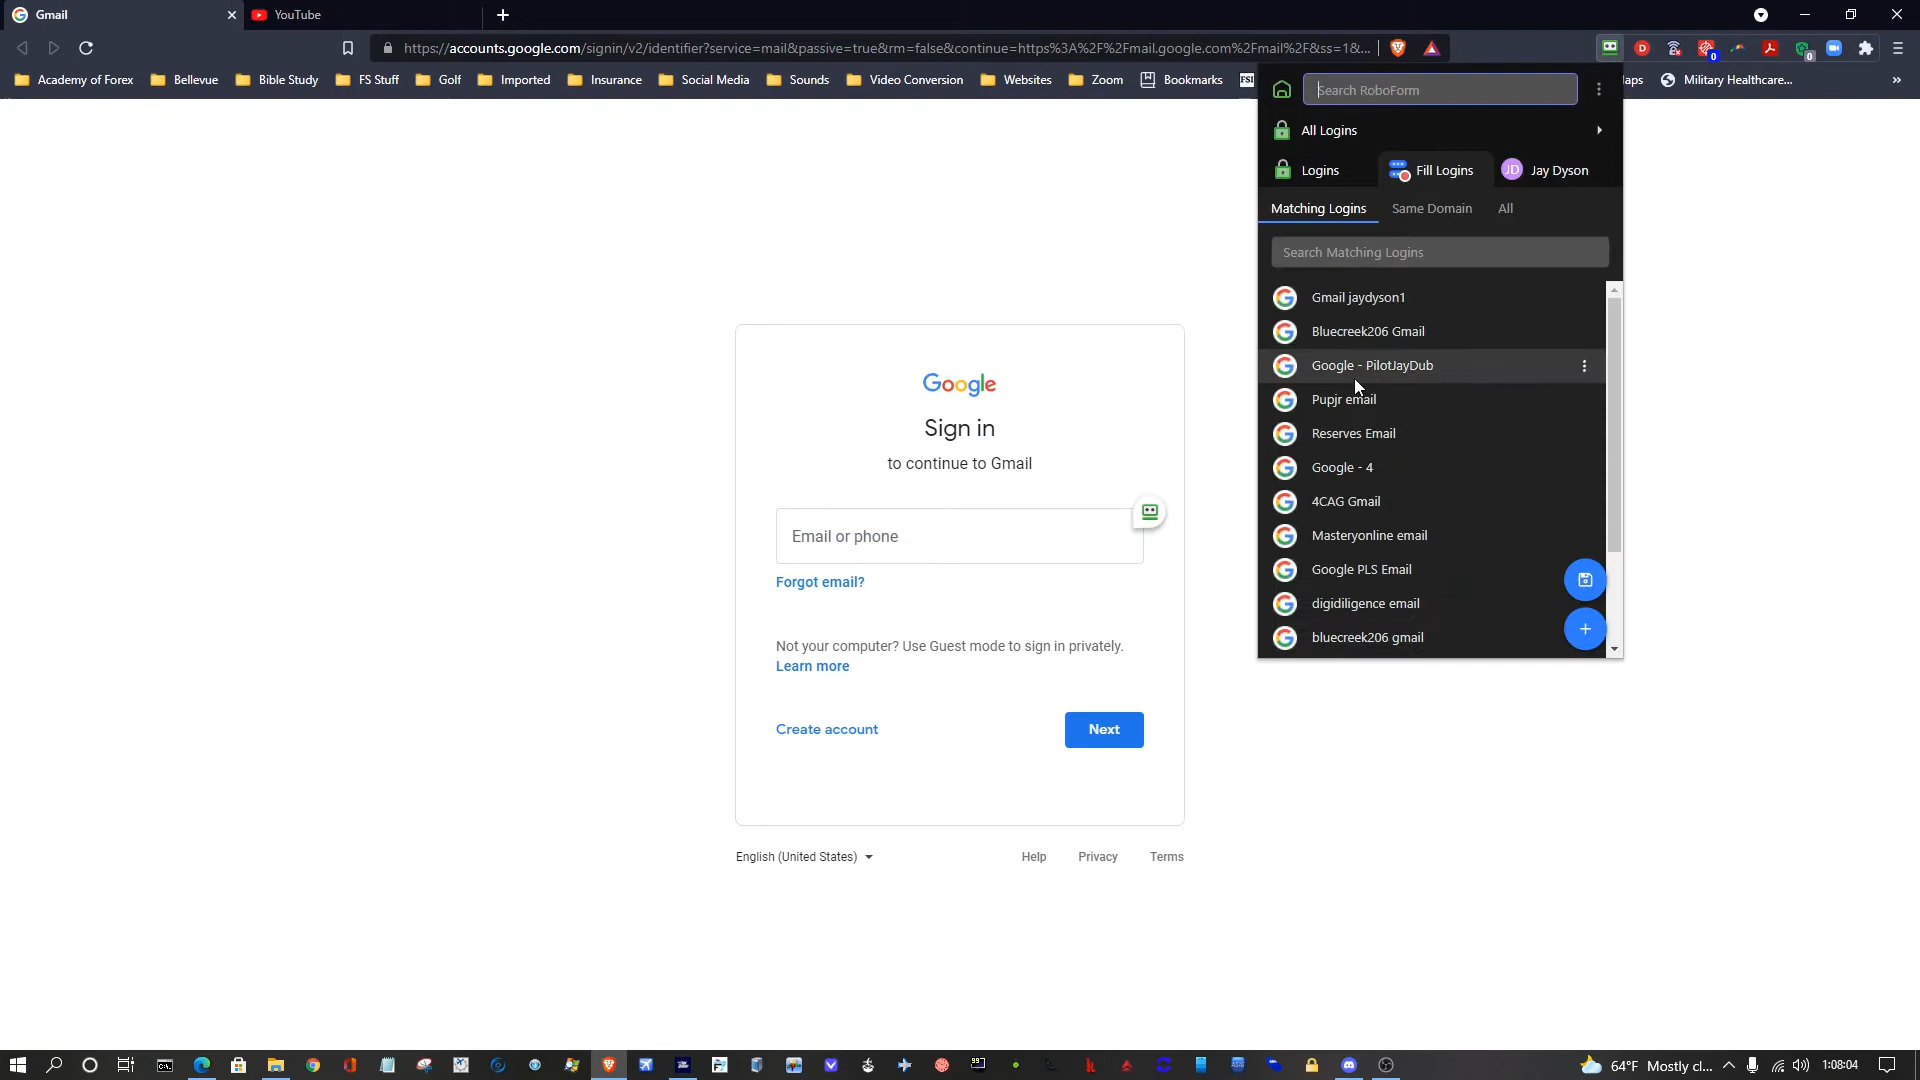 Gmail
YouTube
https://accounts.google.com/signin/v2/identifier?service=mail&passive=true&rm=false&continue=https%3A%2F%2Fmail.google.com%2Fmail%2F&ss=1&...
0
0
Academy of Forex
Bellevue
Bible Study
FS Stuff
Golf
Imported
Insurance
Social Media
Sounds
Video Conversion
Websites
Zoom
Bookmarks
FSI
aps
Military Healthcare...
»
Search RoboForm
All Logins
Logins
Fill Logins
JD
Jay Dyson
Matching Logins
Same Domain
All
Search Matching Logins
Gmail jaydyson1
Bluecreek206 Gmail
Google - PilotJayDub
Pupjr email
Reserves Email
Google - 4
4CAG Gmail
Masteryonline email
Google PLS Email
digidiligence email
bluecreek206 gmail
Google
Sign in
to continue to Gmail
Email or phone
Forgot email?
Not your computer? Use Guest mode to sign in privately.
Learn more
Create account
Next
English (United States)
Help
Privacy
Terms
64°F Mostly cl...
1:08:04